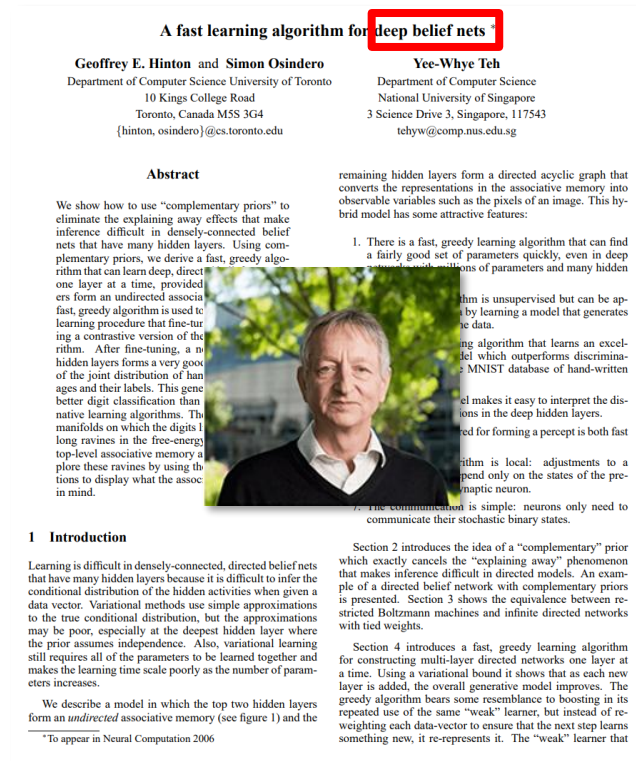 A fast learning algorithm for deep belief nets *
Geoffrey E. Hinton and Simon Osindero
Department of Computer Science University of Toronto
10 Kings College Road
Toronto, Canada M5S 3G4
{hinton, osindero}@cs.toronto.edu
Yee-Whye Teh
Department of Computer Science
National University of Singapore
3 Science Drive 3, Singapore, 117543
tehyw@comp.nus.edu.sg
Abstract
We show how to use “complementary priors” to
eliminate the explaining away effects that make
inference difficult in densely-connected belief
nets that have many hidden layers. Using com-
plementary priors, we derive a fast, greedy algo-
rithm that can learn deep, direct
one layer at a time, provided
ers form an undirected associa
fast, greedy algorithm is used to
learning procedure that fine-tun
ing a contrastive version of the
rithm. After fine-tuning, a n
hidden layers forms a very good
of the joint distribution of han
ages and their labels. This gene
better digit classification than
native learning algorithms. The
manifolds on which the digits l
long ravines in the free-energy
top-level associative memory a
plore these ravines by using th
tions to display what the assoc
in mind.
1 Introduction
Learning is difficult in densely-connected, directed belief nets
that have many hidden layers because it is difficult to infer the
conditional distribution of the hidden activities when given a
data vector. Variational methods use simple approximations
to the true conditional distribution, but the approximations
may be poor, especially at the deepest hidden layer where
the prior assumes independence. Also, variational learning
still requires all of the parameters to be learned together and
makes the learning time scale poorly as the number of param-
eters increases.
We describe a model in which the top two hidden layers
form an undirected associative memory (see figure 1) and the
*To appear in Neural Computation 2006
remaining hidden layers form a directed acyclic graph that
converts the representations in the associative memory into
observable variables such as the pixels of an image. This hy-
brid model has some attractive features:
1. There is a fast, greedy learning algorithm that can find
a fairly good set of parameters quickly, even in deep
networks with millions of parameters and many hidden
thm is unsupervised but can be ap-
by learning a model that generates
e data.
ng algorithm that learns an excel-
del which outperforms discrimina-
MNIST database of hand-written
el makes it easy to interpret the dis-
ions in the deep hidden layers.
red for forming a percept is both fast
rithm is local: adjustments to a
pend only on the states of the pre-
ynaptic neuron.
7. The communication is simple: neurons only need to
communicate their stochastic binary states.
Section 2 introduces the idea of a “complementary” prior
which exactly cancels the “explaining away” phenomenon
that makes inference difficult in directed models. An exam-
ple of a directed belief network with complementary priors
is presented. Section 3 shows the equivalence between re-
stricted Boltzmann machines and infinite directed networks
with tied weights.
Section 4 introduces a fast, greedy learning algorithm
for constructing multi-layer directed networks one layer at
a time. Using a variational bound it shows that as each new
layer is added, the overall generative model improves. The
greedy algorithm bears some resemblance to boosting in its
repeated use of the same “weak” learner, but instead of re-
weighting each data-vector to ensure that the next step learns
something new, it re-represents it. The “weak” learner that